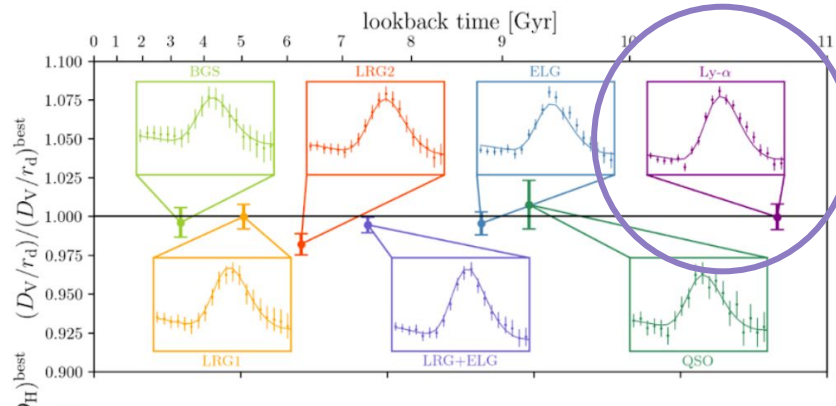 lookback time [Gyr]
0 1 2 3 4 5 6 7 8 9 10 11
(D_V/r_d)/(D_V/r_d)^best
1.100
1.075
1.050
1.025
1.000
0.975
0.950
0.925
0.900
BGS
LRG2
ELG
Ly-α
LRG1
LRG+ELG
QSO
_H)^best